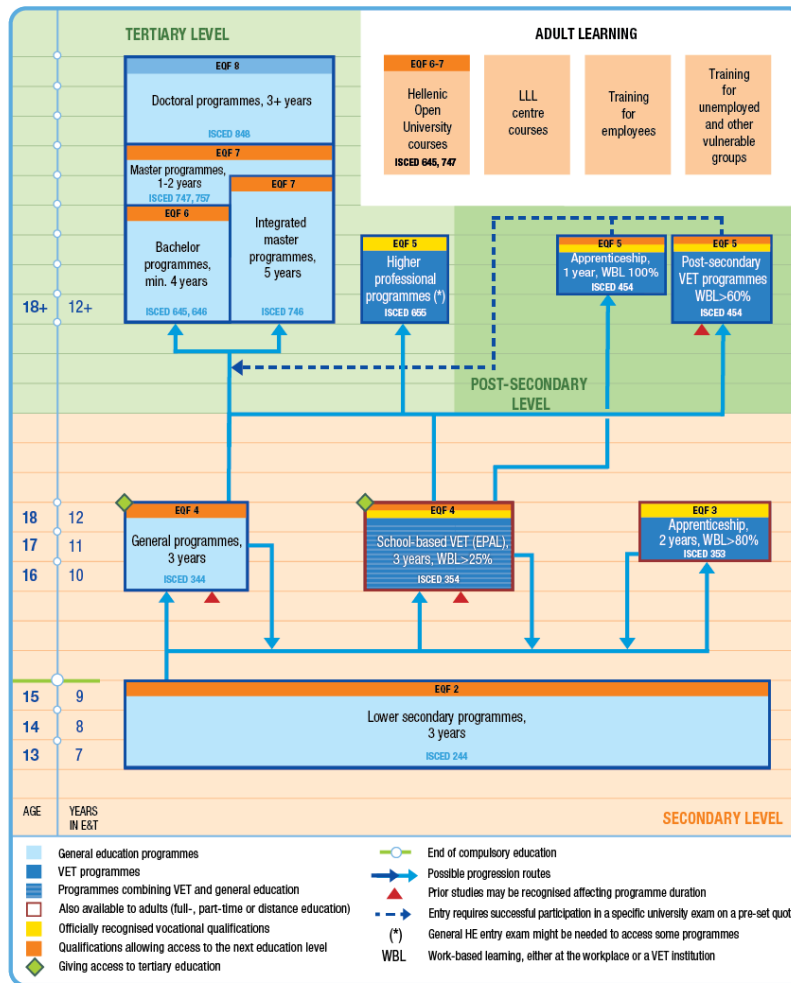 TERTIARY LEVEL
EQF 8
Doctoral programmes, 3+ years
ISCED 848
EQF 7
Master programmes,
1-2 years
ISCED 747, 757
EQF 7
Integrated
master
programmes,
5 years
ISCED 746
EQF 6
Bachelor
programmes,
min. 4 years
ISCED 645, 646
ADULT LEARNING
EQF 6-7
Hellenic
Open
University
courses
ISCED 645, 747
LLL
centre
courses
Training
for
employees
Training
for
unemployed
and other
vulnerable
groups
EQF 5
Higher
professional
programmes (*)
ISCED 655
EQF 5
Apprenticeship,
1 year, WBL 100%
ISCED 454
EQF 5
Post-secondary
VET programmes
WBL>60%
ISCED 454
18+ 12+
POST-SECONDARY
LEVEL
18 12
17 11
16 10
EQF 4
General programmes,
3 years
ISCED 344
EQF 4
School-based VET (EPAL),
3 years, WBL>25%
ISCED 354
EQF 3
Apprenticeship,
2 years, WBL>80%
ISCED 353
15 9
14 8
13 7
EQF 2
Lower secondary programmes,
3 years
ISCED 244
AGE
YEARS
IN E&T
SECONDARY LEVEL
General education programmes
VET programmes
Programmes combining VET and general education
Also available to adults (full-, part-time or distance education)
Officially recognised vocational qualifications
Qualifications allowing access to the next education level
Giving access to tertiary education
End of compulsory education
Possible progression routes
Prior studies may be recognised affecting programme duration
Entry requires successful participation in a specific university exam on a pre-set quot
(*) General HE entry exam might be needed to access some programmes
WBL Work-based learning, either at the workplace or a VET institution